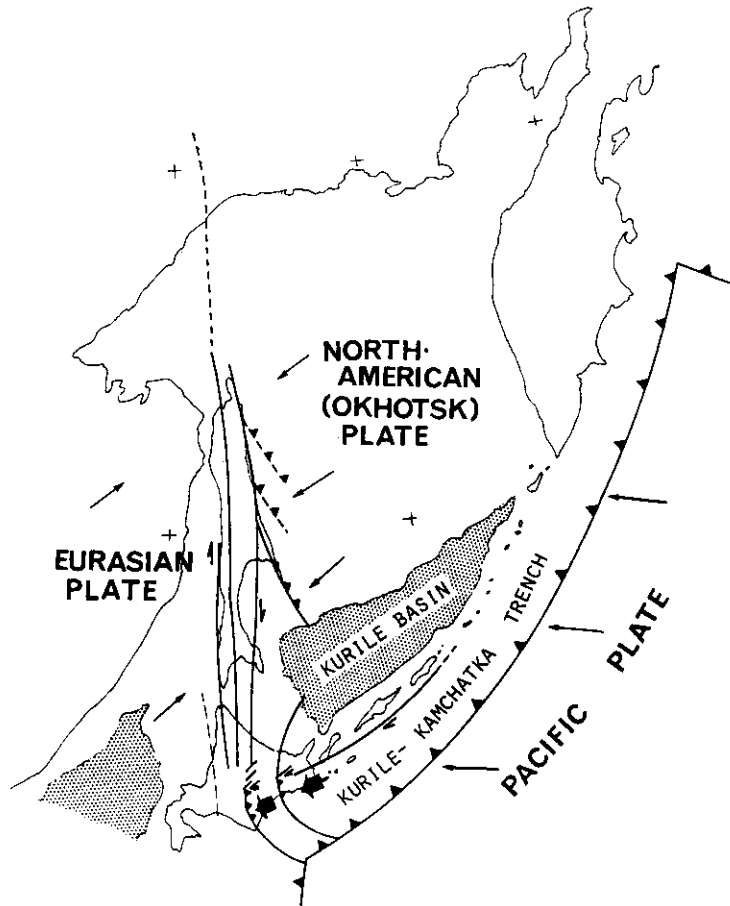 NORTH-
AMERICAN
(OKHOTSK)
PLATE
EURASIAN
PLATE
KURILE BASIN
KURILE- KAMCHATKA TRENCH
PACIFIC PLATE